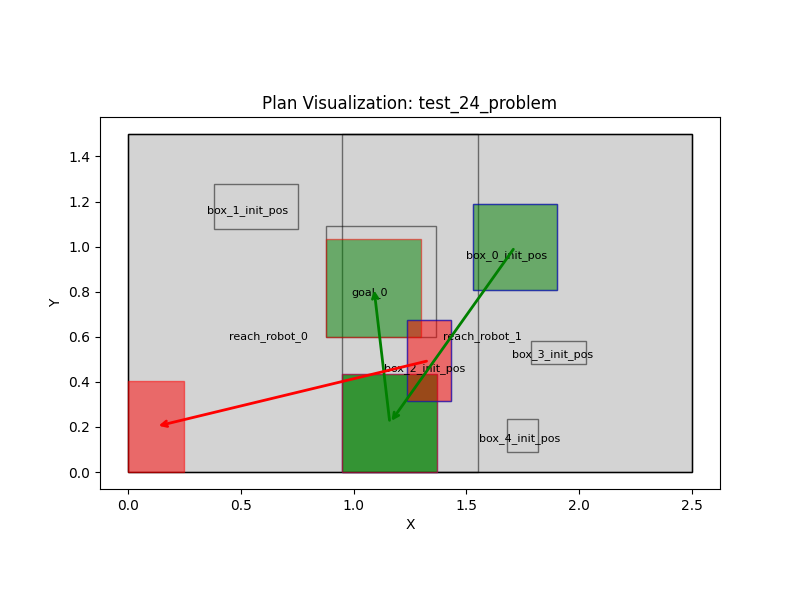 Plan Visualization: test_24_problem
1.4
1.2
1.0
0.8
0.6
0.4
0.2
0.0
Y
box_1_init_pos
box_0_init_pos
goal_0
reach_robot_0
reach_robot_1
box_3_init_pos
box_2_init_pos
box_4_init_pos
0.0 0.5 1.0 1.5 2.0 2.5
X